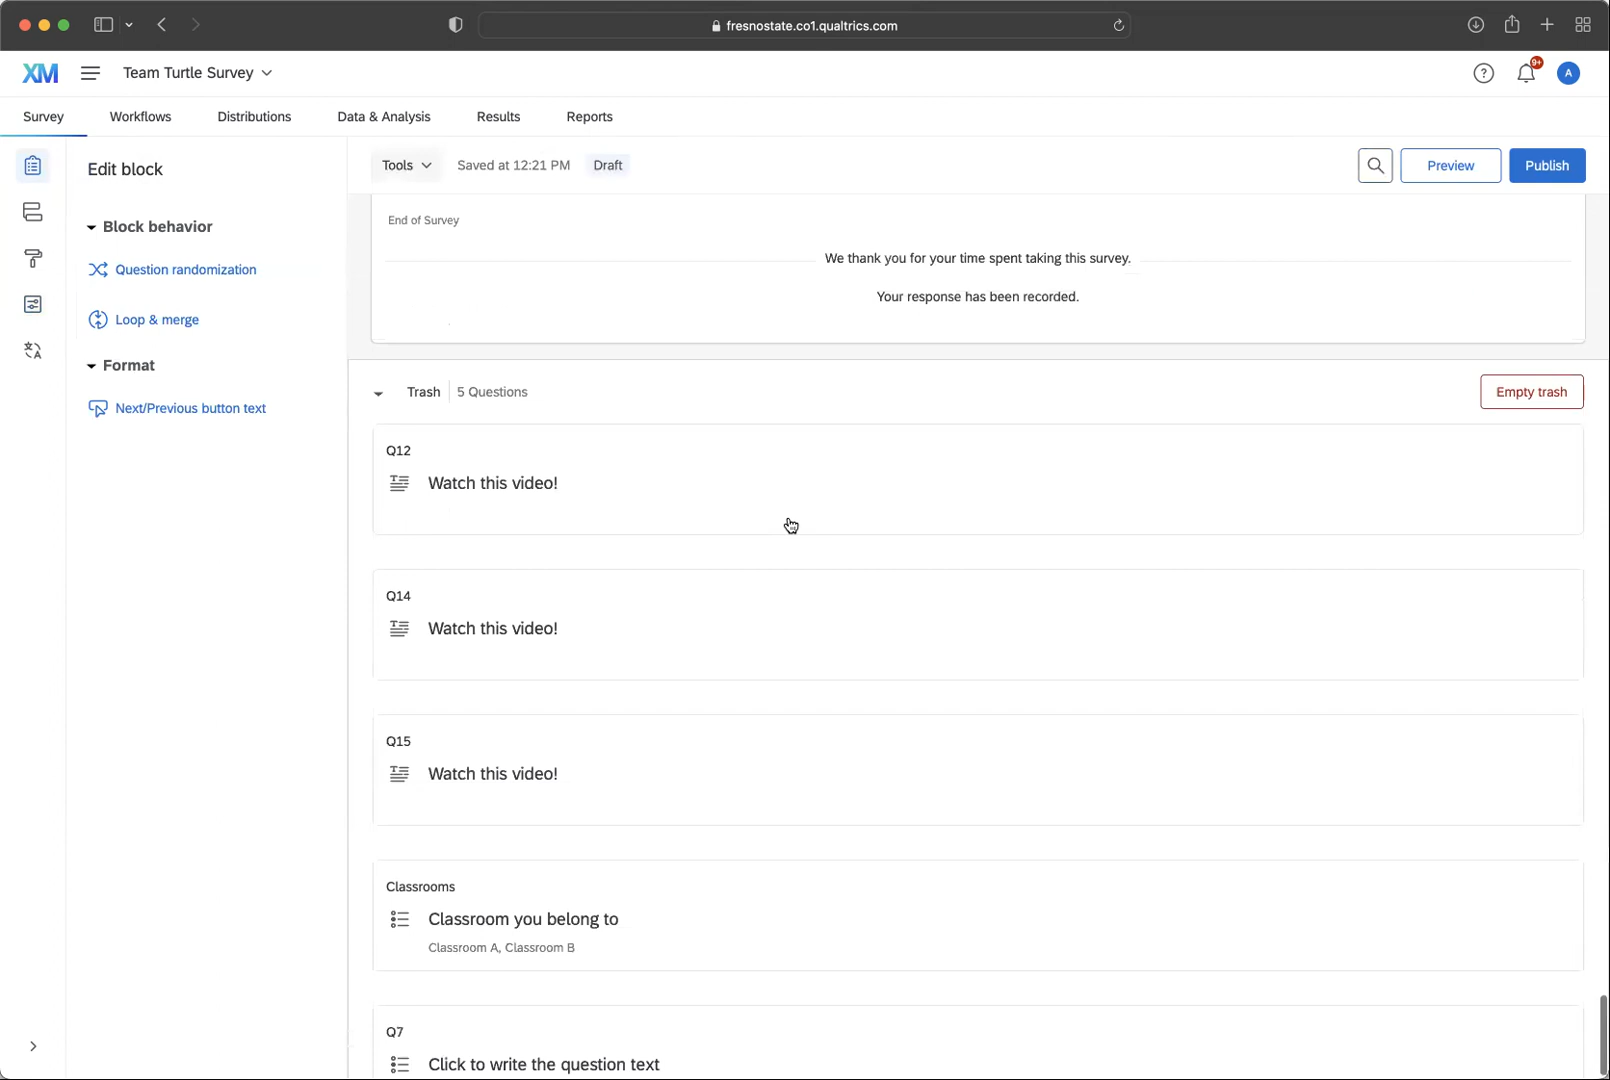 fresnostate.co1.qualtrics.com
XM
Team Turtle Survey
?
9+
A
Survey
Workflows
Distributions
Data & Analysis
Results
Reports
Edit block
Tools
Saved at 12:21 PM
Draft
Preview
Publish
Block behavior
Question randomization
Loop & merge
Format
Next/Previous button text
End of Survey
We thank you for your time spent taking this survey.
Your response has been recorded.
Trash
5 Questions
Empty trash
Q12
Watch this video!
Q14
Watch this video!
Q15
Watch this video!
Classrooms
Classroom you belong to
Classroom A, Classroom B
Q7
Click to write the question text